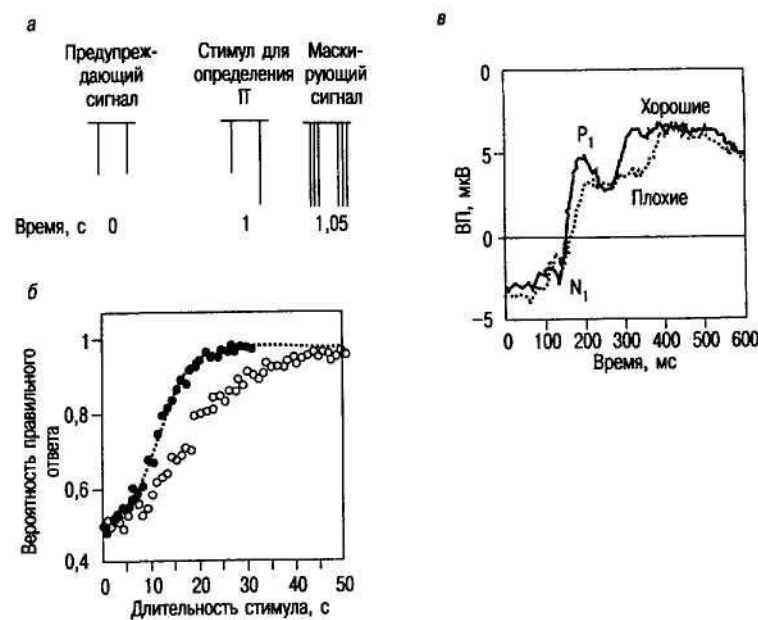 а
Предупреж-
дающий
сигнал
Стимул для
определения
П
Маски-
рующий
сигнал
Время, с 0 1 1,05
б
Вероятность правильного
ответа
1
0,8
0,6
0,4
0 10 20 30 40 50
Длительность стимула, с
в
ВП, мкВ
0
5
0
−5
P1
N1
Хорошие
Плохие
0 100 200 300 400 500 600
Время, мс